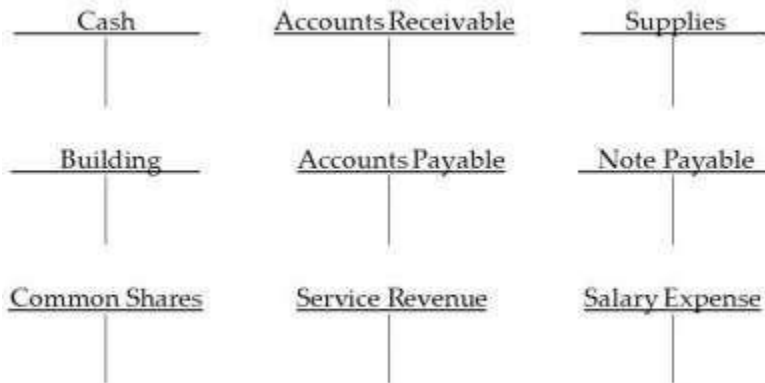 Cash Accounts Receivable Supplies
Building Accounts Payable Note Payable
Common Shares Service Revenue Salary Expense